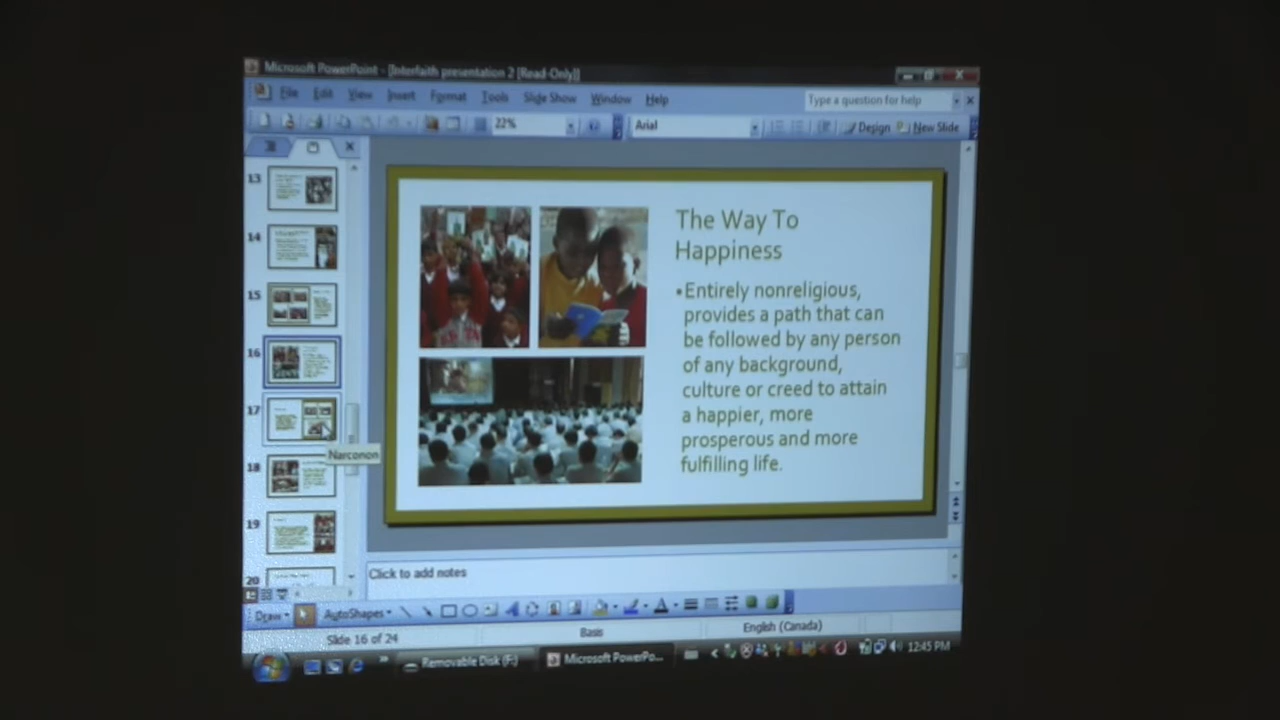 Microsoft PowerPoint - [Interfaith presentation 2 [Read-Only]]
File Edit View Insert Format Tools Slide Show Window Help
Type a question for help
22%
Arial
Design
New Slide
13
14
15
16
17
18
19
20
Narconon
The Way To
Happiness
•Entirely nonreligious,
provides a path that can
be followed by any person
of any background,
culture or creed to attain
a happier, more
prosperous and more
fulfilling life.
Click to add notes
Draw
AutoShapes
Slide 16 of 24
Basis
English (Canada)
Removable Disk (F:)
Microsoft PowerPo...
12:45 PM